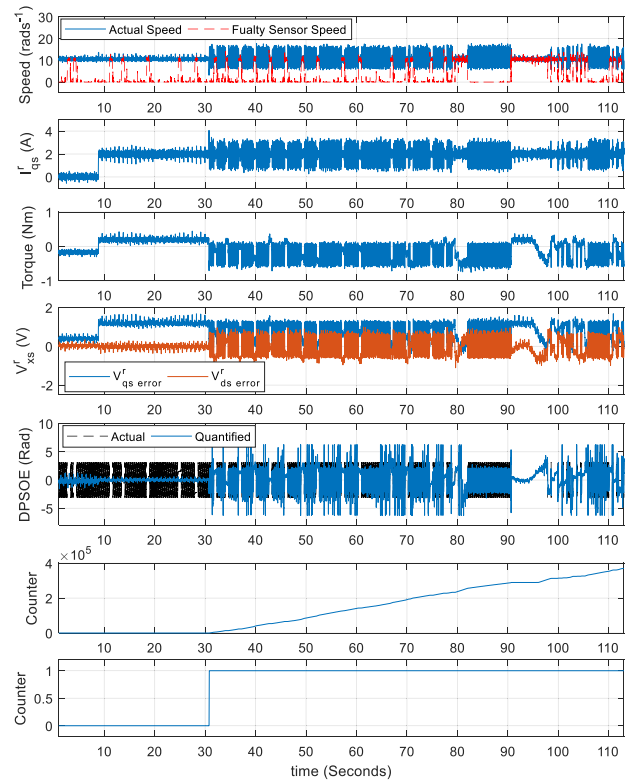 30
20
10
0
Speed (rads-1)
Actual Speed Fualty Sensor Speed
10 20 30 40 50 60 70 80 90 100 110
4
2
0
Irqs (A)
10 20 30 40 50 60 70 80 90 100 110
1
0
-1
Torque (Nm)
10 20 30 40 50 60 70 80 90 100 110
2
0
-2
Vrxs (V)
Vrqs error Vrds error
10 20 30 40 50 60 70 80 90 100 110
10
5
0
-5
DPSOE (Rad)
Actual Quantified
10 20 30 40 50 60 70 80 90 100 110
×105
4
2
0
Counter
10 20 30 40 50 60 70 80 90 100 110
1
0.5
0
Counter
10 20 30 40 50 60 70 80 90 100 110
time (Seconds)